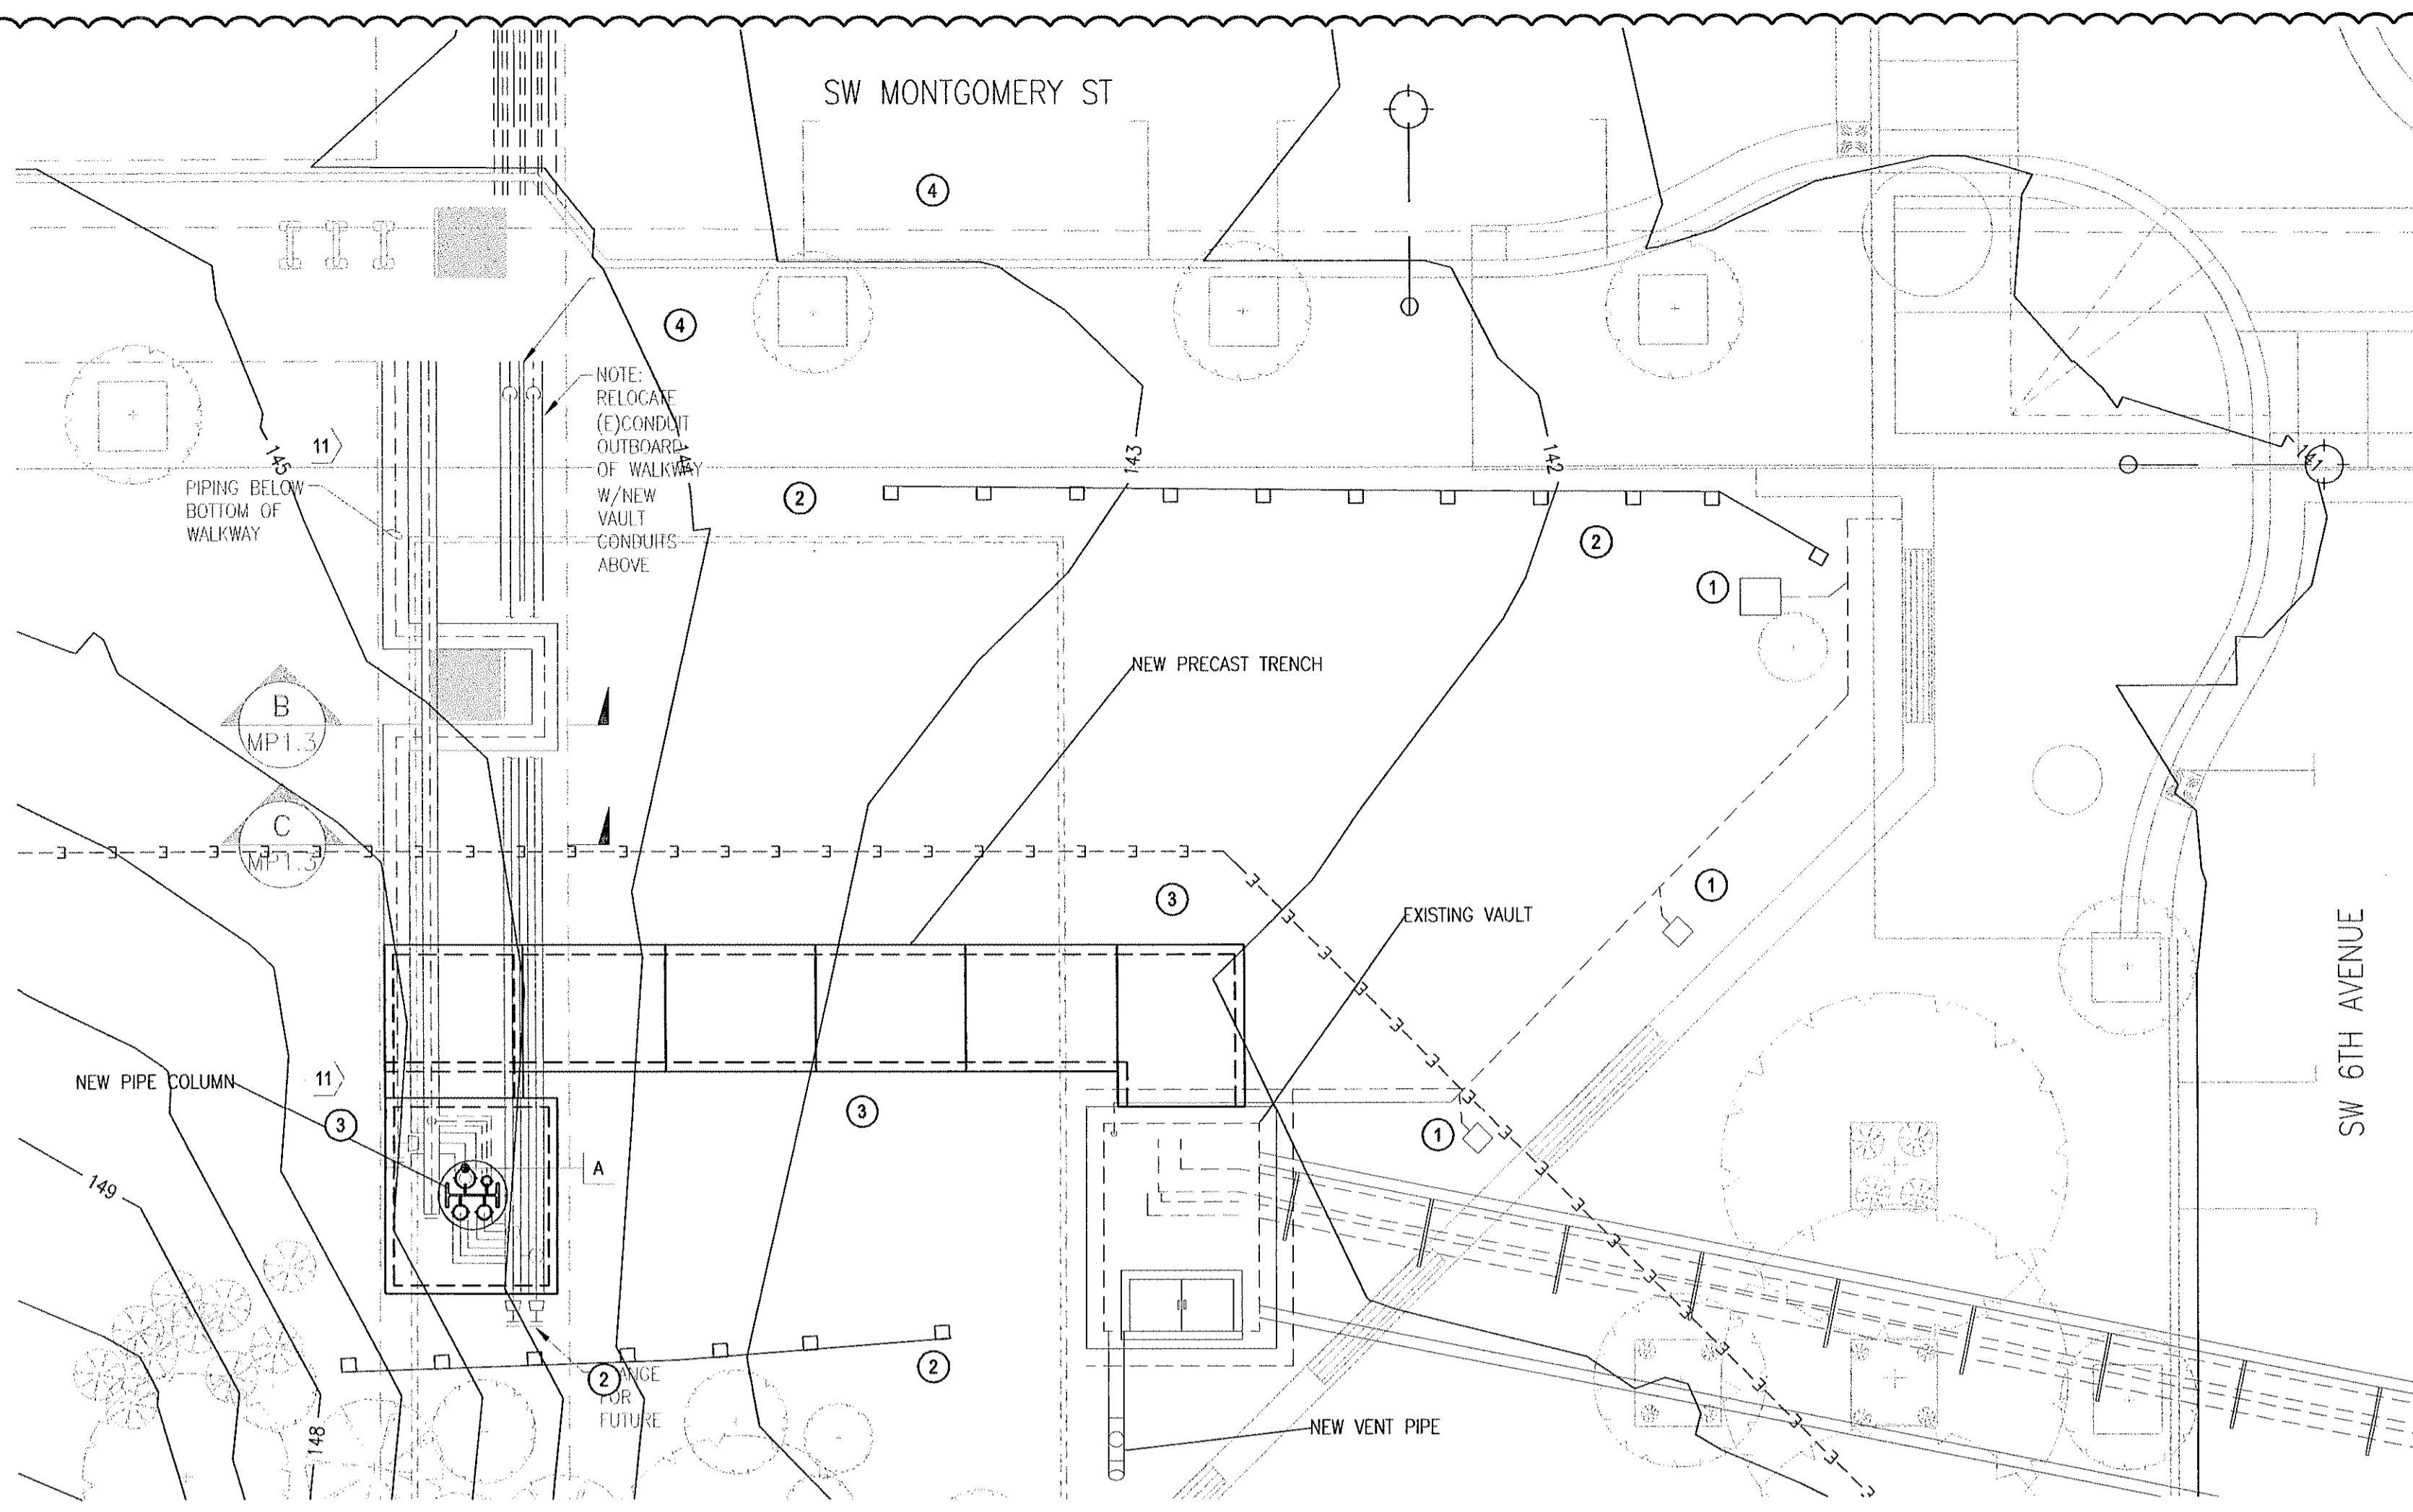 SW MONTGOMERY ST
4
4
NOTE:
RELOCATE
(E)CONDUIT
OUTBOARD
OF WALKWAY
W/NEW
VAULT
CONDUITS
ABOVE
11
145
143
142
141
PIPING BELOW
BOTTOM OF
WALKWAY
2
2
1
NEW PRECAST TRENCH
B
MP1.3
C
MP1.3
3
1
EXISTING VAULT
SW 6TH AVENUE
NEW PIPE COLUMN
11
3
3
1
A
149
2
2
FOR
FUTURE
148
NEW VENT PIPE